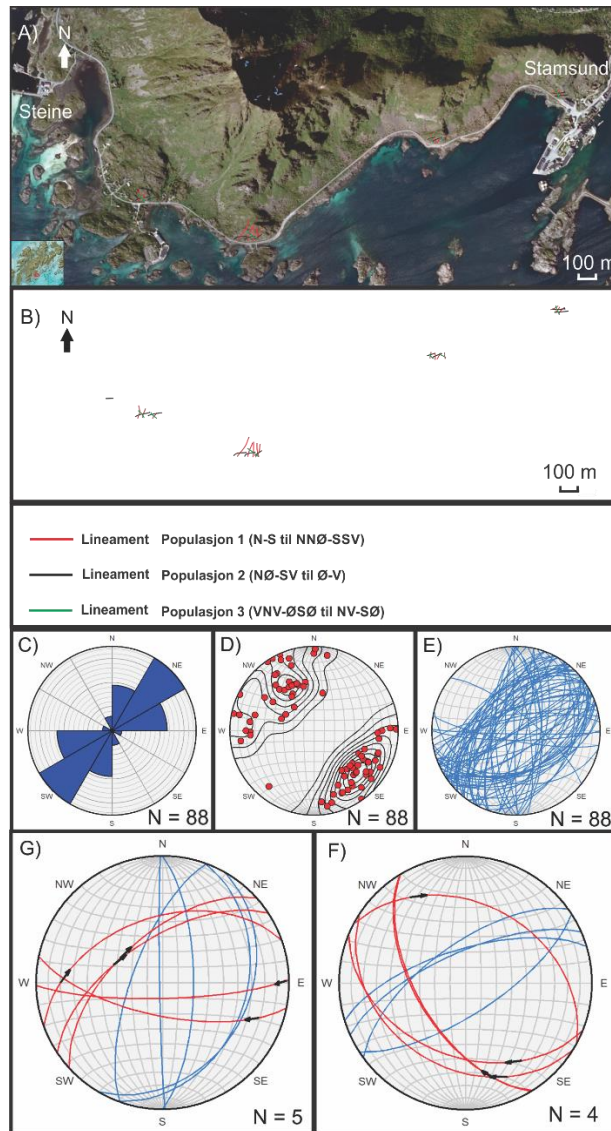 A)
N
Steine
Stamsund
100 m
B)
N
100 m
Lineament Populasjon 1 (N-S til NNØ-SSV)
Lineament Populasjon 2 (NØ-SV til Ø-V)
Lineament Populasjon 3 (VNV-ØSØ til NV-SØ)
C)
N
NW
NE
W
E
SW
SE
S
N = 88
D)
N
NW
NE
W
E
SW
SE
S
N = 88
E)
N
NW
NE
W
E
SW
SE
S
N = 88
G)
N
NW
NE
W
E
SW
SE
S
N = 5
F)
N
NW
NE
W
E
SW
SE
S
N = 4